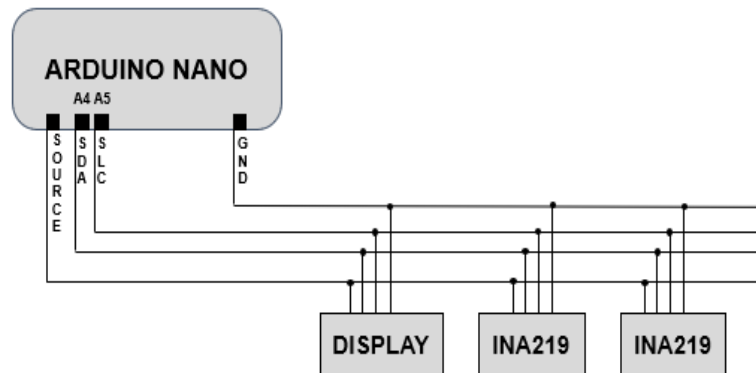 ARDUINO NANO
A4 A5
SOURCE
SDA
SLC
GND
DISPLAY
INA219
INA219